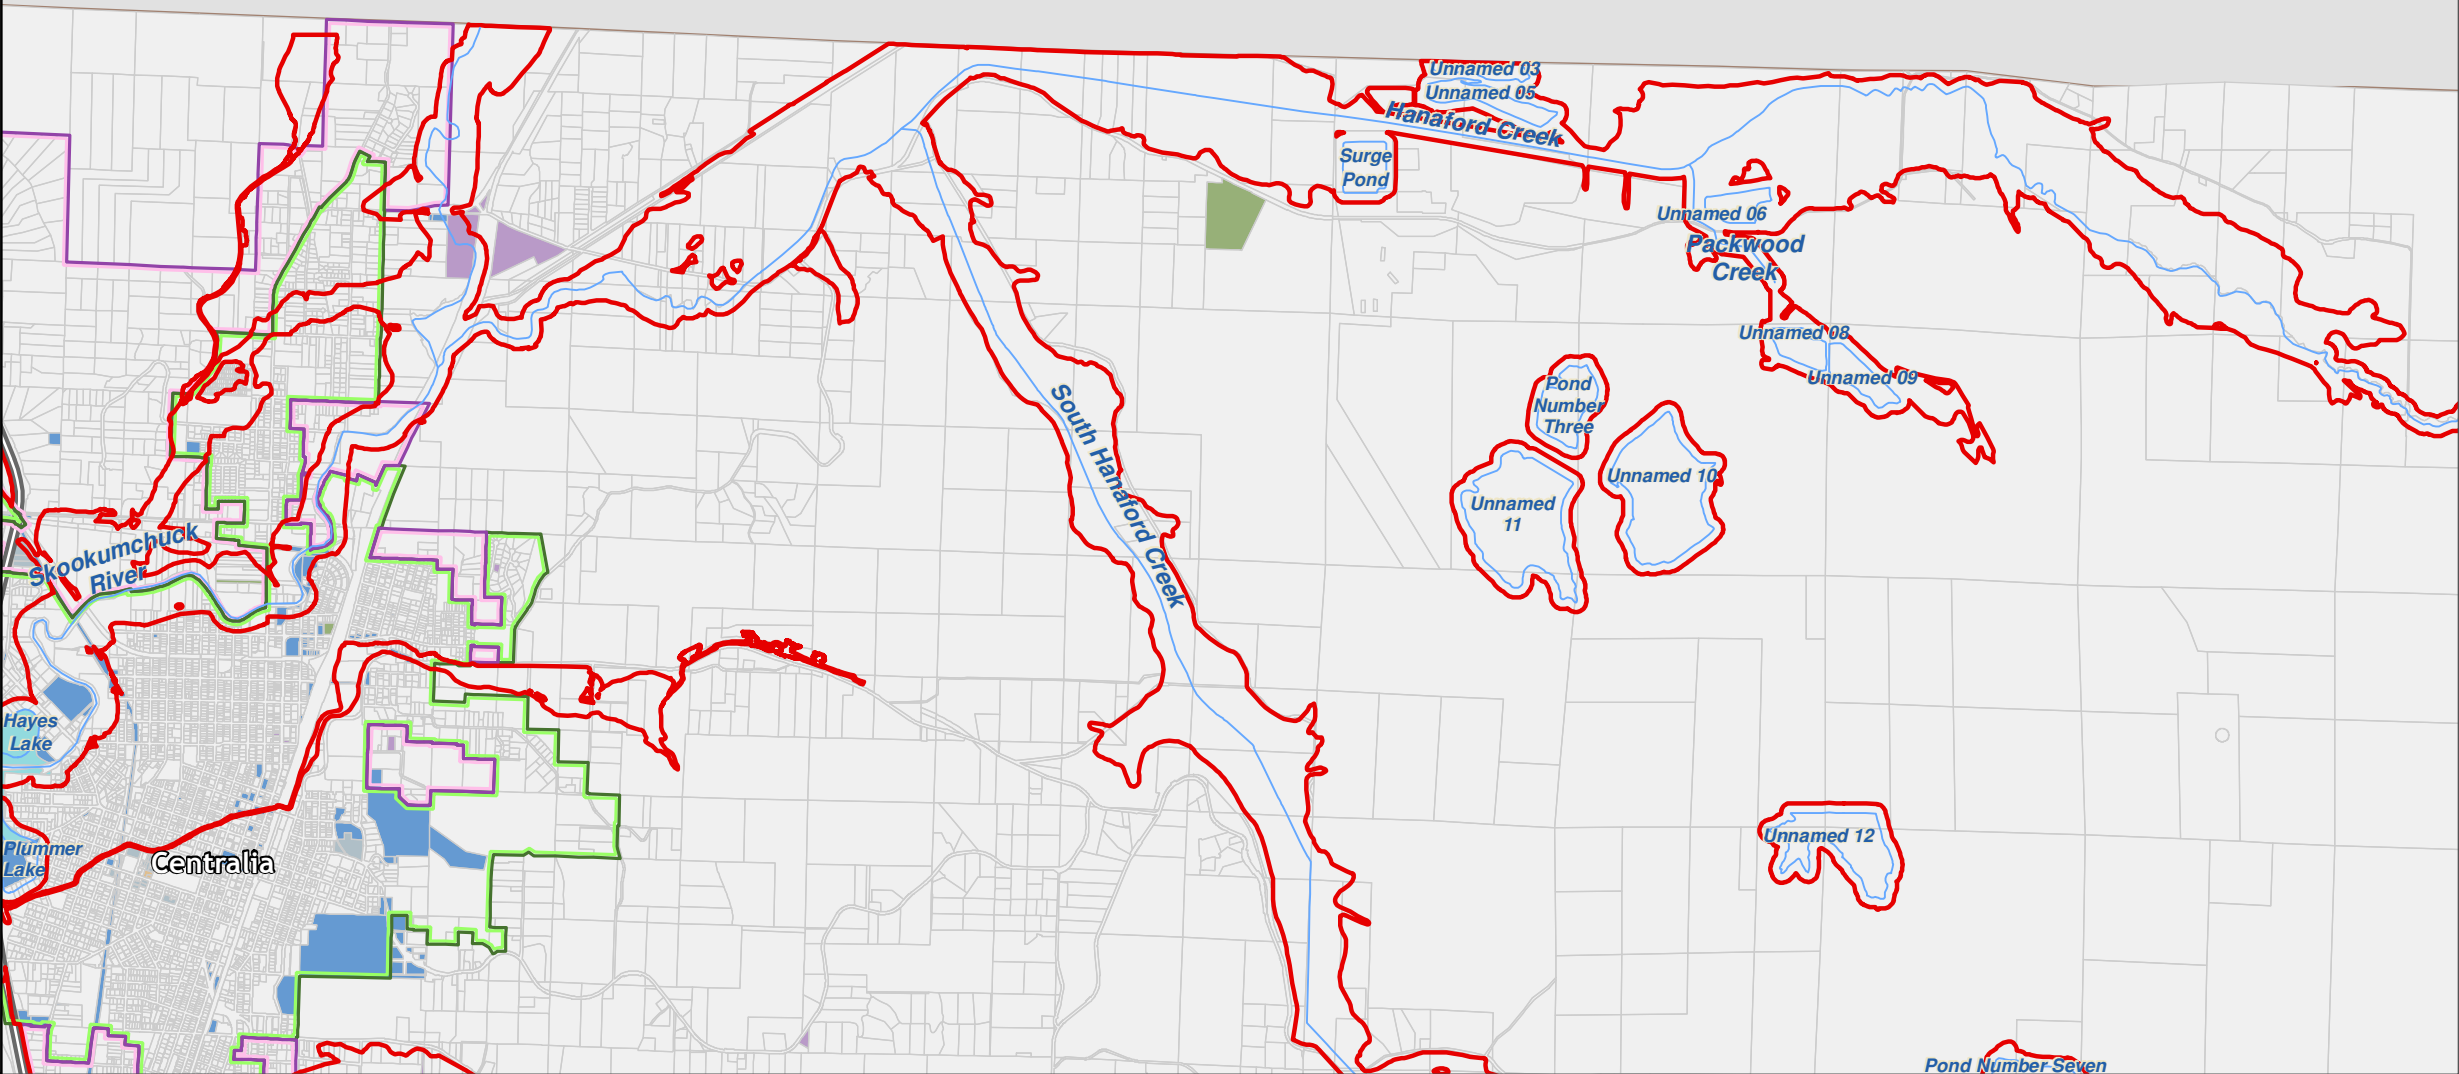 Unnamed 03
Unnamed 05
Hanaford Creek
Surge
Pond
Unnamed 06
Packwood
Creek
Unnamed 08
Unnamed 09
Pond
Number
Three
South Hanaford Creek
Unnamed 10
Unnamed
11
Skookumchuck
River
Hayes
Lake
Unnamed 12
Plummer
Lake
Centralia
Pond Number Seven